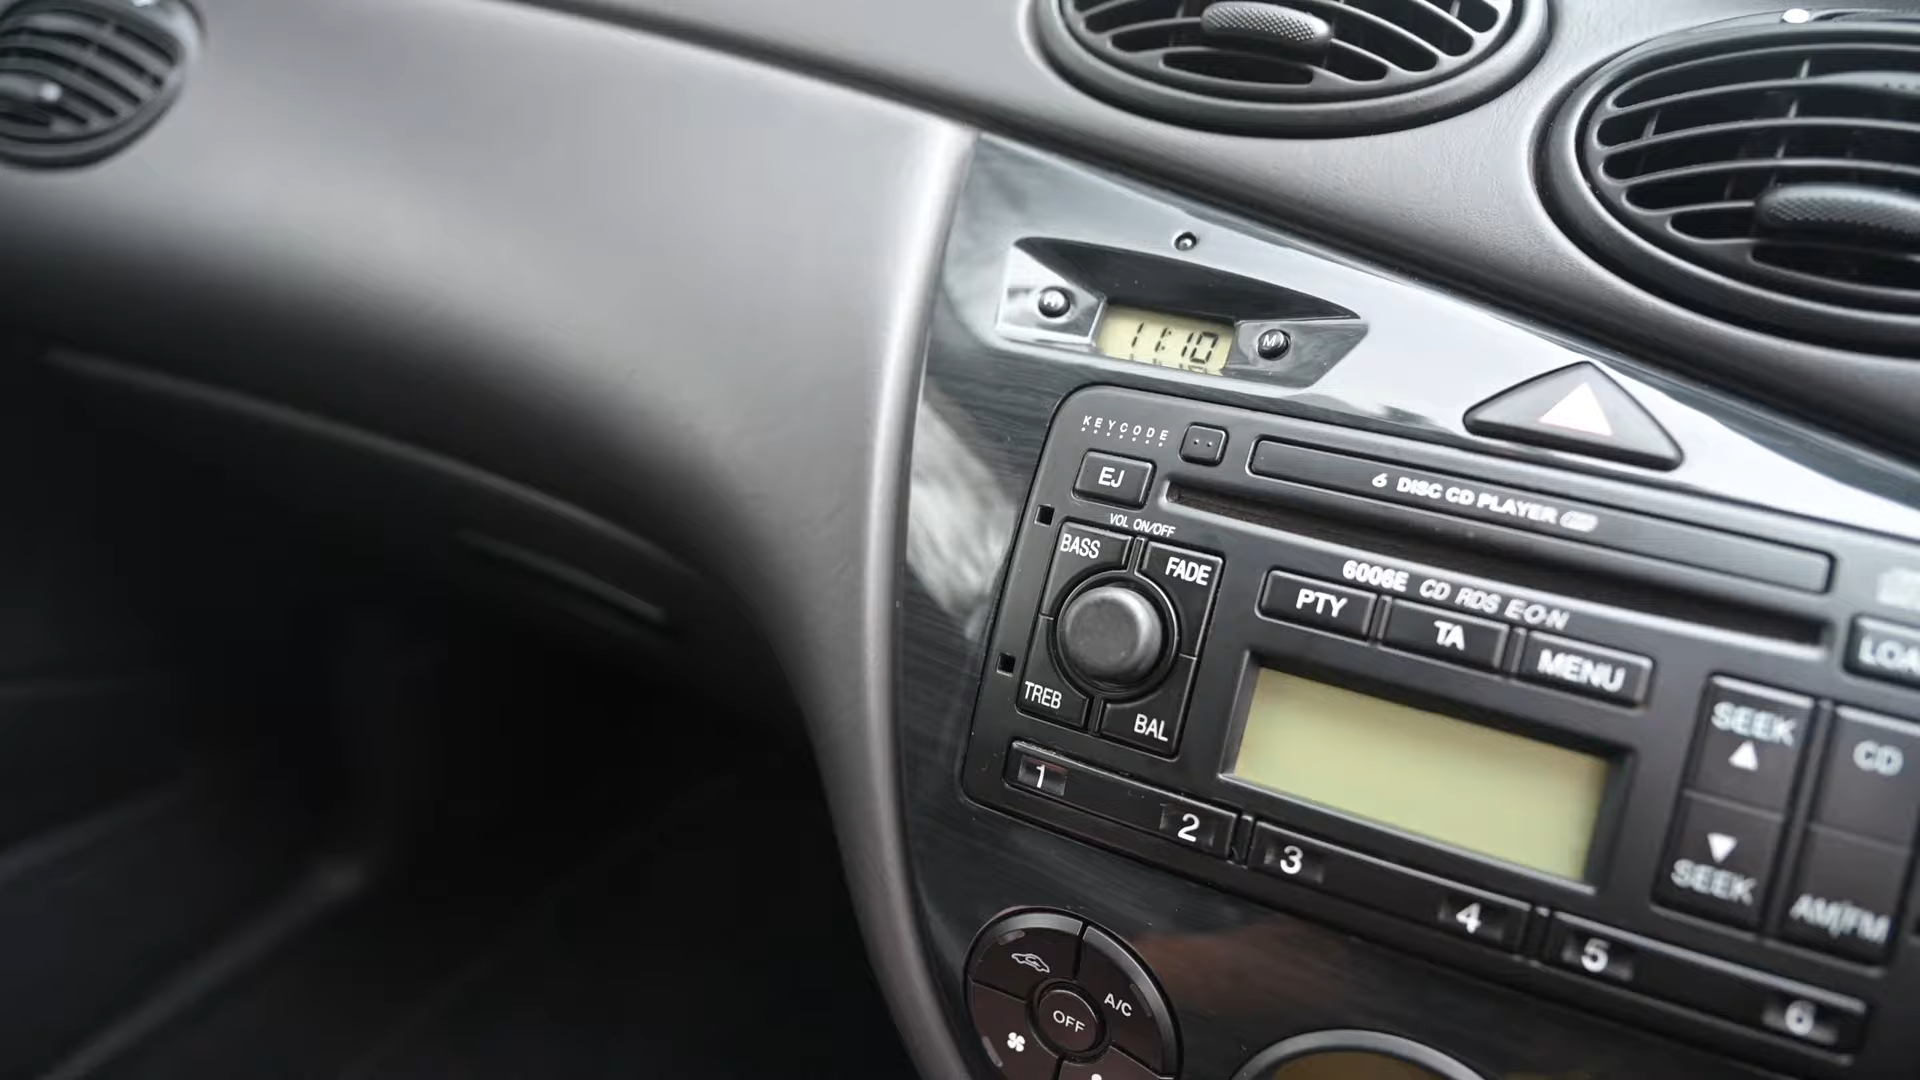 H
11:10
M
KEYCODE
EJ
6 DISC CD PLAYER
VOL ON/OFF
BASS
FADE
6006E CD RDS E·O·N
PTY
TA
MENU
TREB
BAL
SEEK
CD
SEEK
AM/FM
1
2
3
4
5
6
A/C
OFF